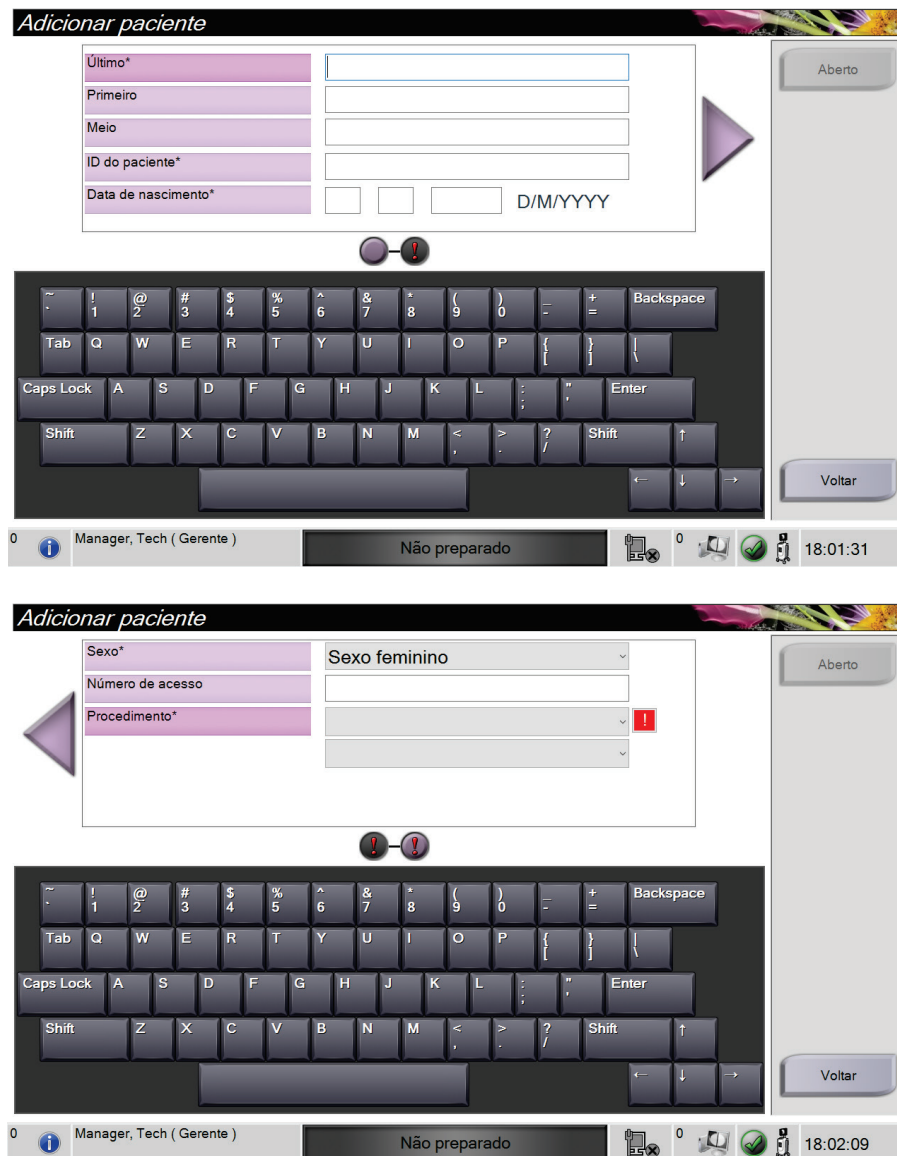 Adicionar paciente
Último*
Aberto
Primeiro
Meio
ID do paciente*
Data de nascimento* D/M/YYYY
~ ! @ # $ % ^ & * ( ) _ + Backspace
` 1 2 3 4 5 6 7 8 9 0 - =
Tab Q W E R T Y U I O P { } |
[ ] \
Caps Lock A S D F G H J K L : " Enter
; '
Shift Z X C V B N M < > ? Shift ↑
, . /
← ↓ →
Voltar
0 Manager, Tech ( Gerente ) Não preparado 0 18:01:31
Adicionar paciente
Sexo* Sexo feminino
Aberto
Número de acesso
Procedimento* !
~ ! @ # $ % ^ & * ( ) _ + Backspace
` 1 2 3 4 5 6 7 8 9 0 - =
Tab Q W E R T Y U I O P { } |
[ ] \
Caps Lock A S D F G H J K L : " Enter
; '
Shift Z X C V B N M < > ? Shift ↑
, . /
← ↓ →
Voltar
0 Manager, Tech ( Gerente ) Não preparado 0 18:02:09